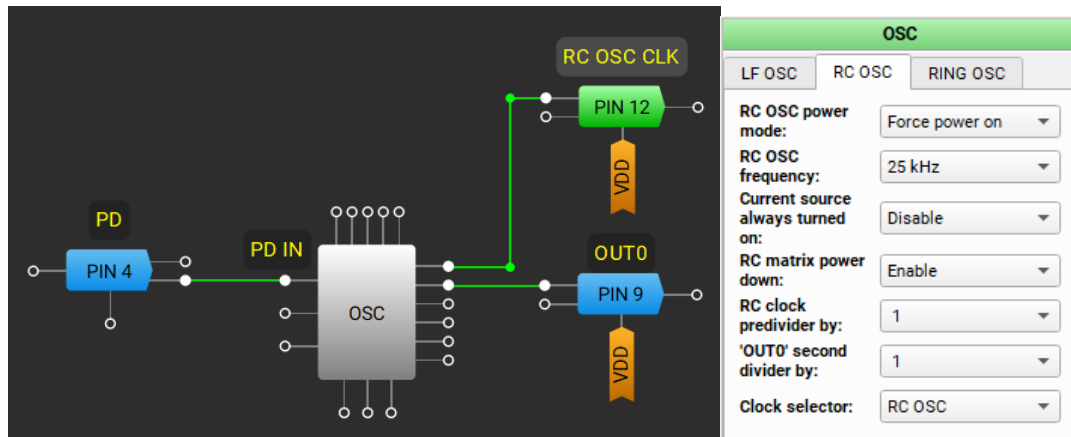 RC OSC CLK
PIN 12
VDD
PD
PIN 4
PD IN
OSC
OUT0
PIN 9
VDD
OSC
LF OSC
RC OSC
RING OSC
RC OSC power
mode:
Force power on
RC OSC
frequency:
25 kHz
Current source
always turned
on:
Disable
RC matrix power
down:
Enable
RC clock
predivider by:
1
'OUT0' second
divider by:
1
Clock selector:
RC OSC